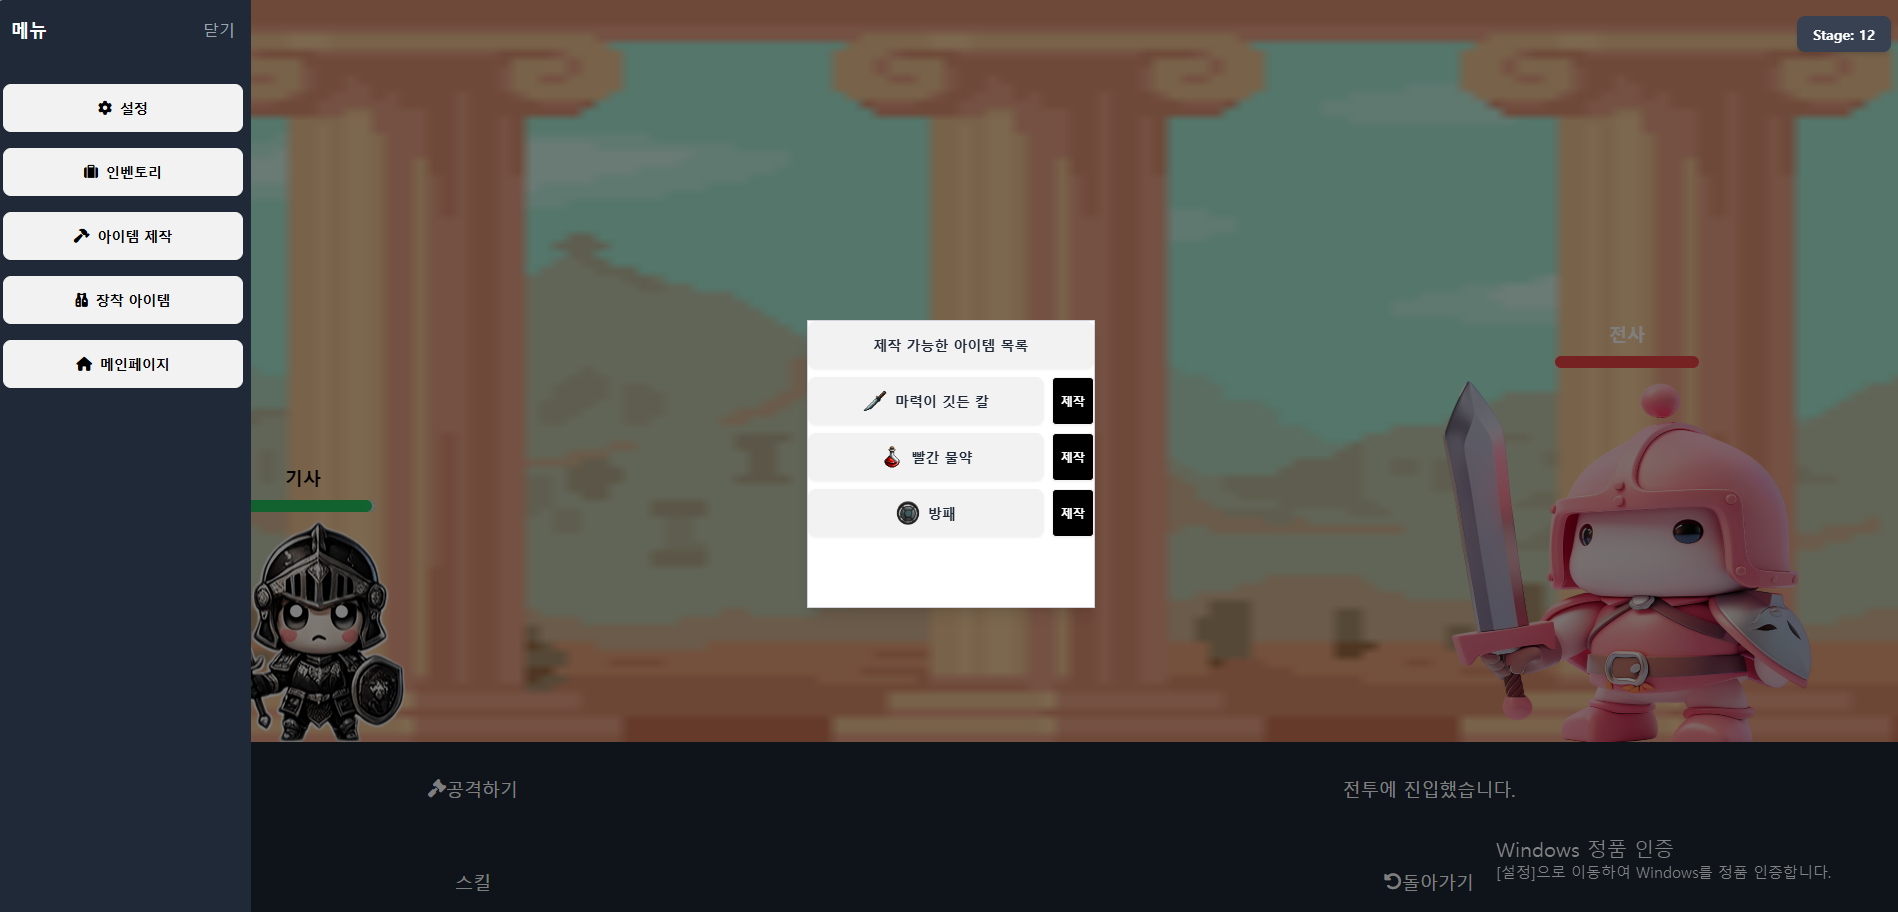 메뉴
닫기
설정
인벤토리
아이템 제작
장착 아이템
메인페이지
Stage: 12
제작 가능한 아이템 목록
마력이 깃든 칼
제작
빨간 물약
제작
방패
제작
기사
전사
공격하기
전투에 진입했습니다.
스킬
돌아가기
Windows 정품 인증
[설정]으로 이동하여 Windows를 정품 인증합니다.